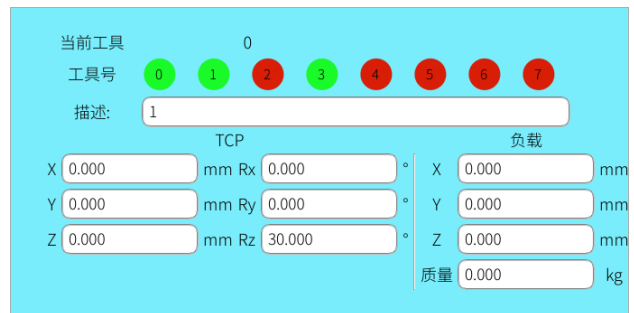 当前工具 0
工具号 0 1 2 3 4 5 6 7
描述: 1
TCP 负载
X 0.000 mm Rx 0.000 ° X 0.000 mm
Y 0.000 mm Ry 0.000 ° Y 0.000 mm
Z 0.000 mm Rz 30.000 ° Z 0.000 mm
质量 0.000 kg